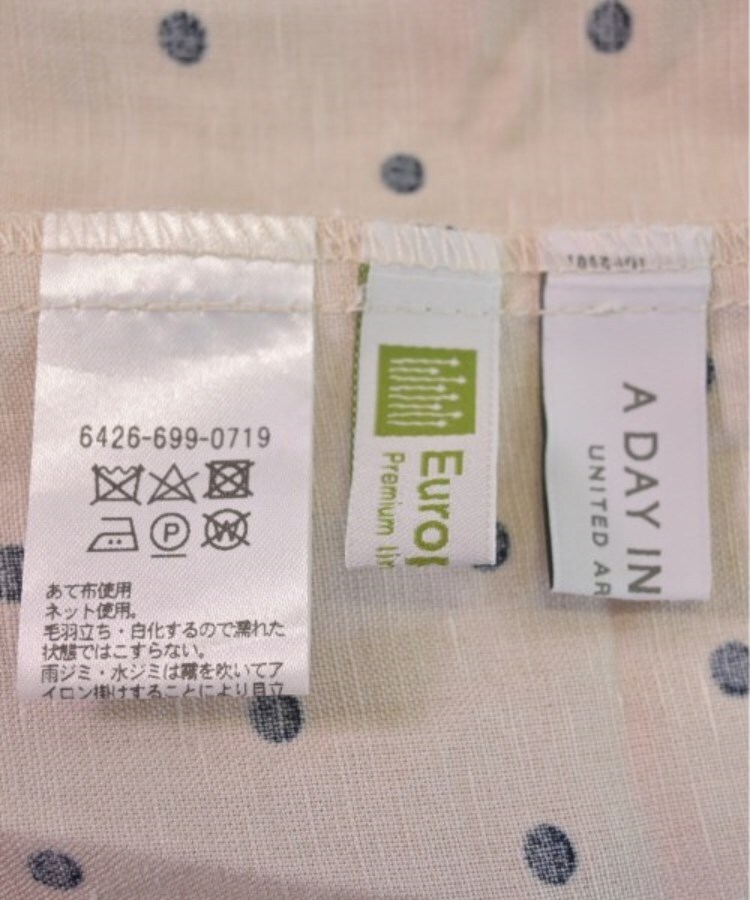 6426-699-0719
P
W
あて布使用
ネット使用。
毛羽立ち・白化するので濡れた
状態ではこすらない。
雨ジミ・水ジミは霧を吹いてア
イロン掛けすることにより目立
Europ
Premium lin
A DAY IN
UNITED AR